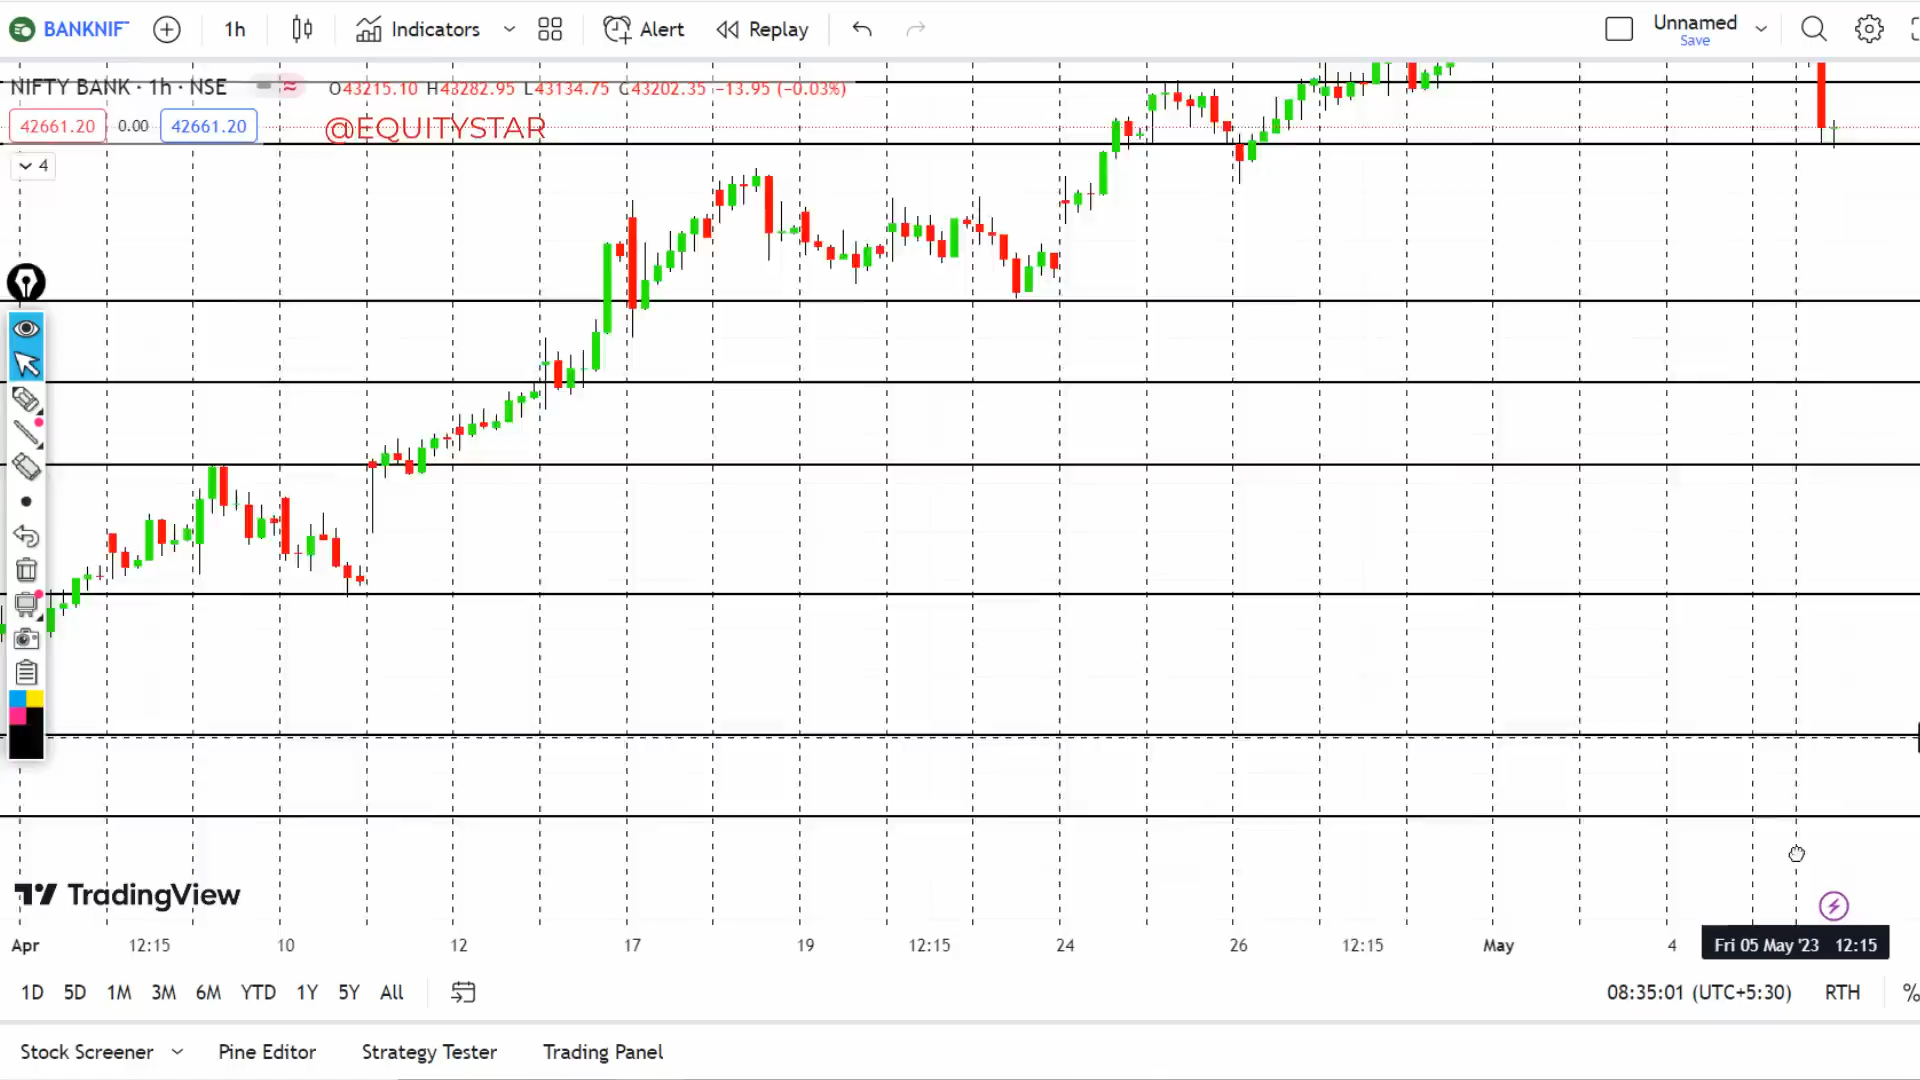 BANKNIF
1h
Indicators
Alert
Replay
Unnamed
Save
NIFTY BANK · 1h · NSE
O43215.10 H43282.95 L43134.75 C43202.35 −13.95 (−0.03%)
42661.20
0.00
42661.20
@EQUITYSTAR
4
TradingView
Apr
12:15
10
12
17
19
12:15
24
26
12:15
May
4
Fri 05 May '23 12:15
1D
5D
1M
3M
6M
YTD
1Y
5Y
All
08:35:01 (UTC+5:30)
RTH
%
Stock Screener
Pine Editor
Strategy Tester
Trading Panel